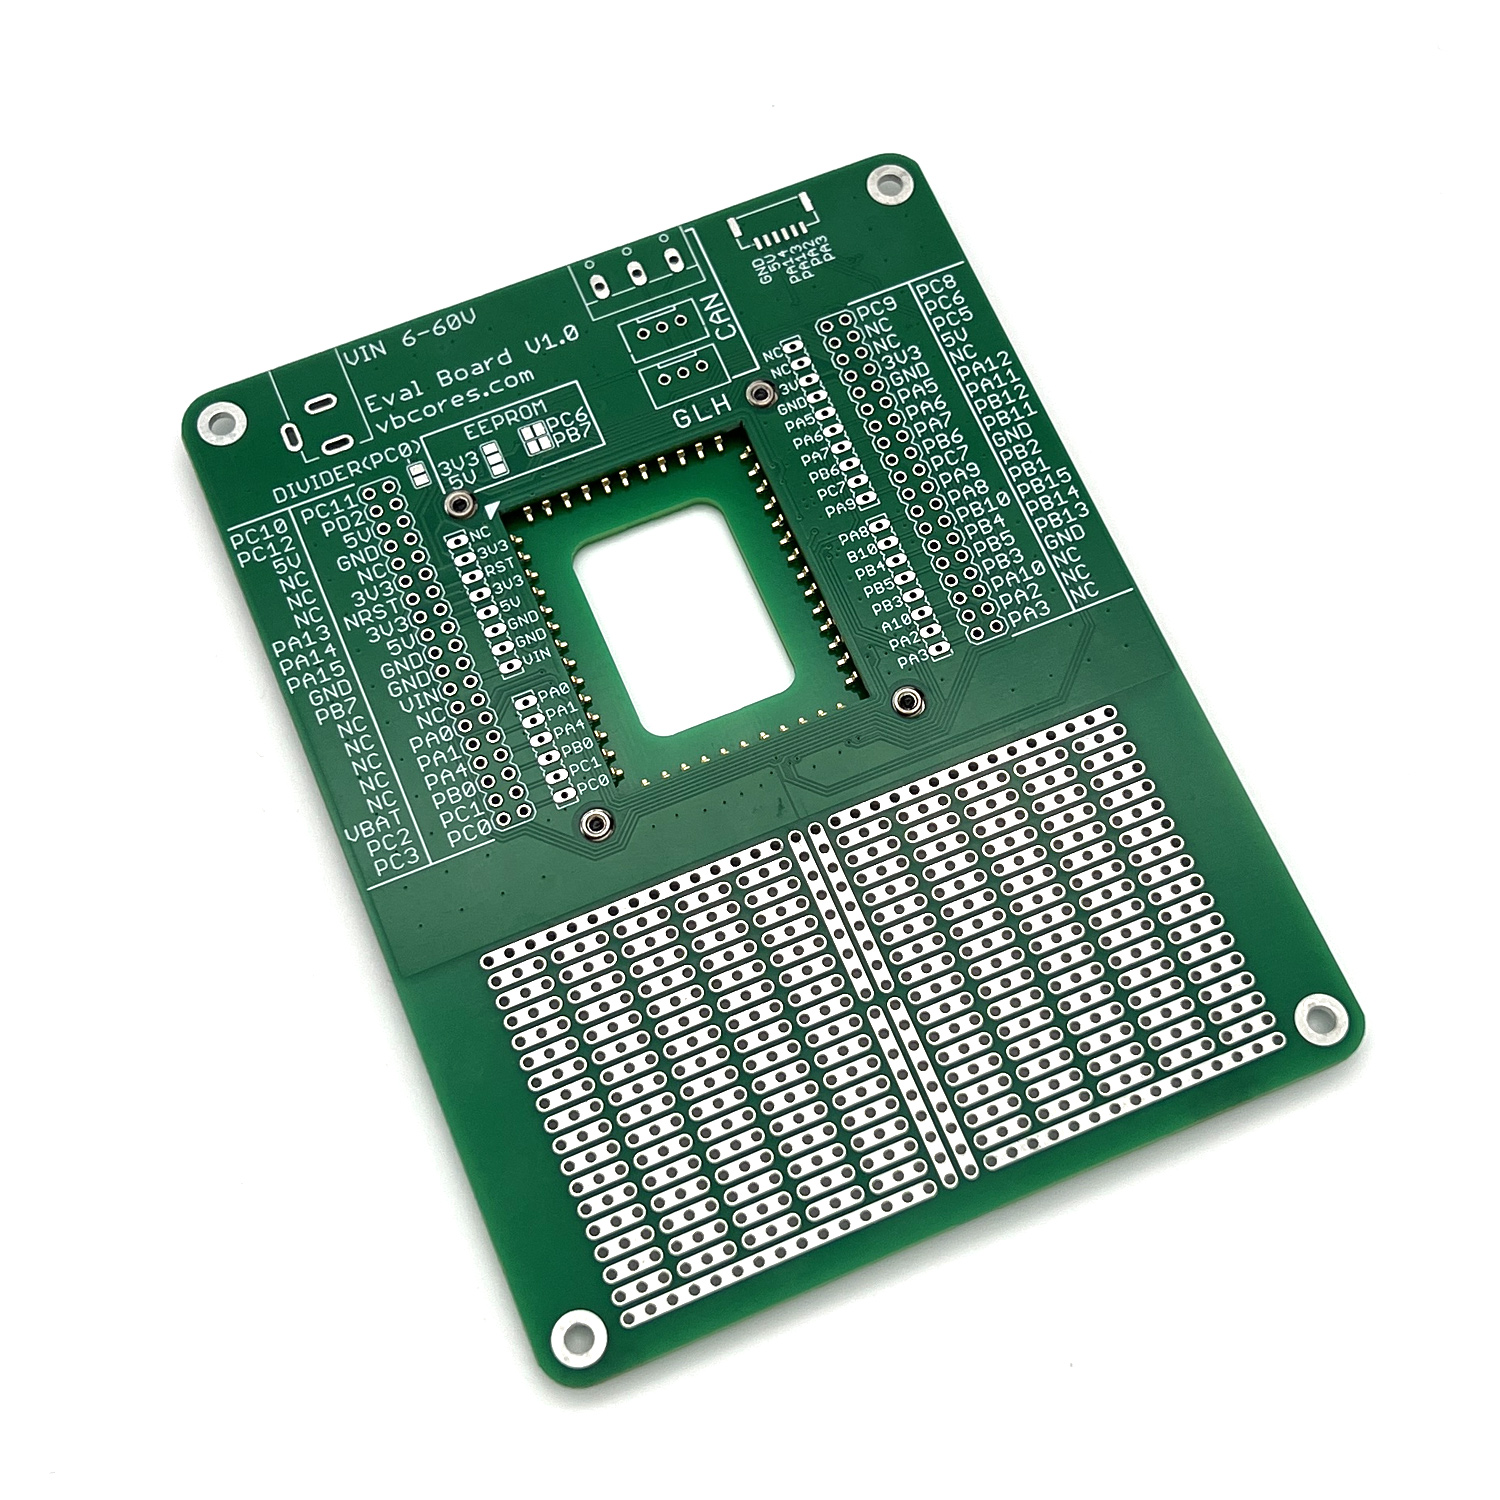 VIN 6-60V
Eval Board V1.0
vbcores.com
EEPROM
PC6
PB7
3V3
5V
DIVIDER(PC0)
CAN
GLH
GND
5V
PA14
PA13
PA2
PA3
PC10
PC12
5V
NC
NC
NC
PA13
PA14
PA15
GND
PB7
NC
NC
NC
NC
NC
VBAT
PC2
PC3
PC11
PD2
5V
GND
NC
3V3
NRST
3V3
5V
GND
GND
VIN
NC
PA0
PA1
PA4
PB0
PC1
PC0
NC
3V3
RST
3V3
5V
GND
GND
VIN
PA0
PA1
PA4
PB0
PC1
PC0
NC
NC
3V
GND
PA5
PA6
PA7
PB6
PC7
PA9
PA8
B10
PB4
PB5
PB3
A10
PA2
PA3
PC9
NC
NC
3V3
GND
PA5
PA6
PA7
PB6
PC7
PA9
PA8
PB10
PB4
PB5
PB3
PA10
PA2
PA3
PC8
PC6
PC5
5V
NC
PA12
PA11
PB12
PB11
GND
PB2
PB1
PB15
PB14
PB13
GND
NC
NC
NC